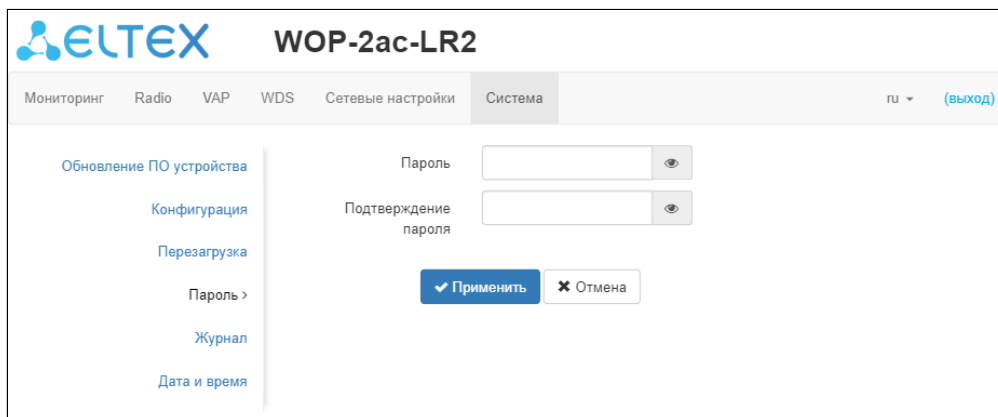 ELTEX WOP-2ac-LR2
Мониторинг Radio VAP WDS Сетевые настройки Система ru (выход)
Обновление ПО устройства
Конфигурация
Перезагрузка
Пароль >
Журнал
Дата и время
Пароль
Подтверждение
пароля
Применить Отмена